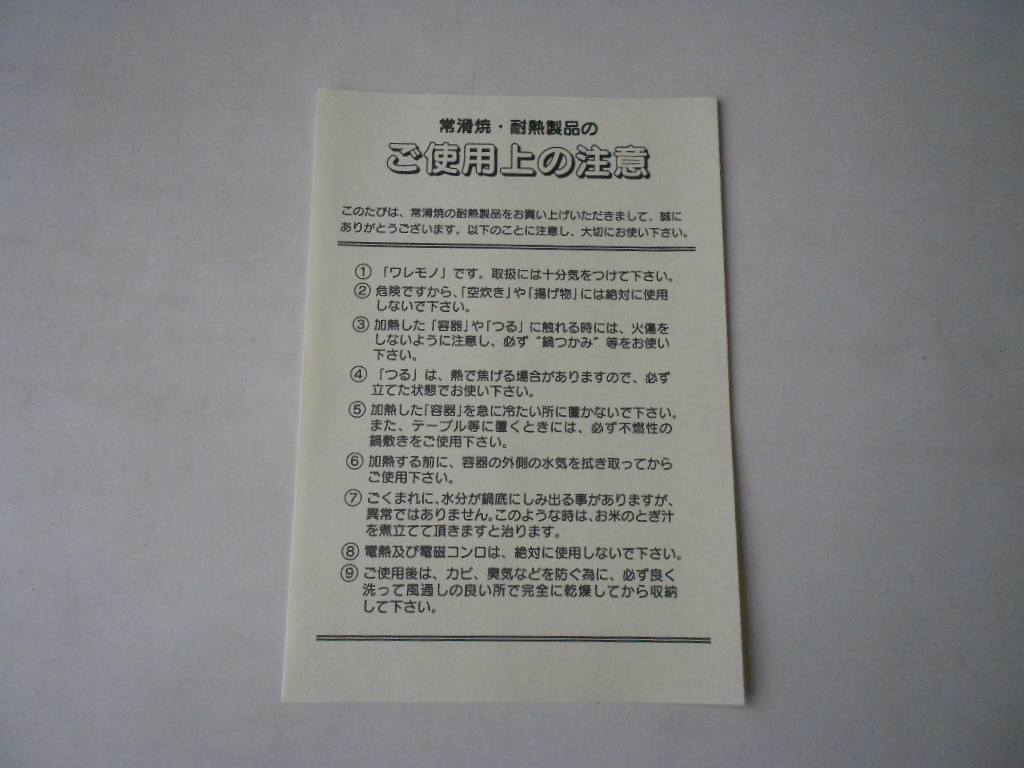 常滑焼・耐熱製品の
ご使用上の注意
このたびは、常滑焼の耐熱製品をお買い上げいただきまして、誠に
ありがとうございます。以下のことに注意し、大切にお使い下さい。
① 「ワレモノ」です。取扱には十分気をつけて下さい。
② 危険ですから、「空炊き」や「揚げ物」には絶対に使用
しないで下さい。
③ 加熱した「容器」や「つる」に触れる時には、火傷を
しないように注意し、必ず“鍋つかみ”等をお使い
下さい。
④ 「つる」は、熱で焦げる場合がありますので、必ず
立てた状態でお使い下さい。
⑤ 加熱した「容器」を急に冷たい所に置かないで下さい。
また、テーブル等に置くときには、必ず不燃性の
鍋敷きをご使用下さい。
⑥ 加熱する前に、容器の外側の水気を拭き取ってから
ご使用下さい。
⑦ ごくまれに、水分が鍋底にしみ出る事がありますが、
異常ではありません。このような時は、お米のとぎ汁
を煮立てて頂きますと治ります。
⑧ 電熱及び電磁コンロは、絶対に使用しないで下さい。
⑨ ご使用後は、カビ、臭気などを防ぐ為に、必ず良く
洗って風通しの良い所で完全に乾燥してから収納
して下さい。